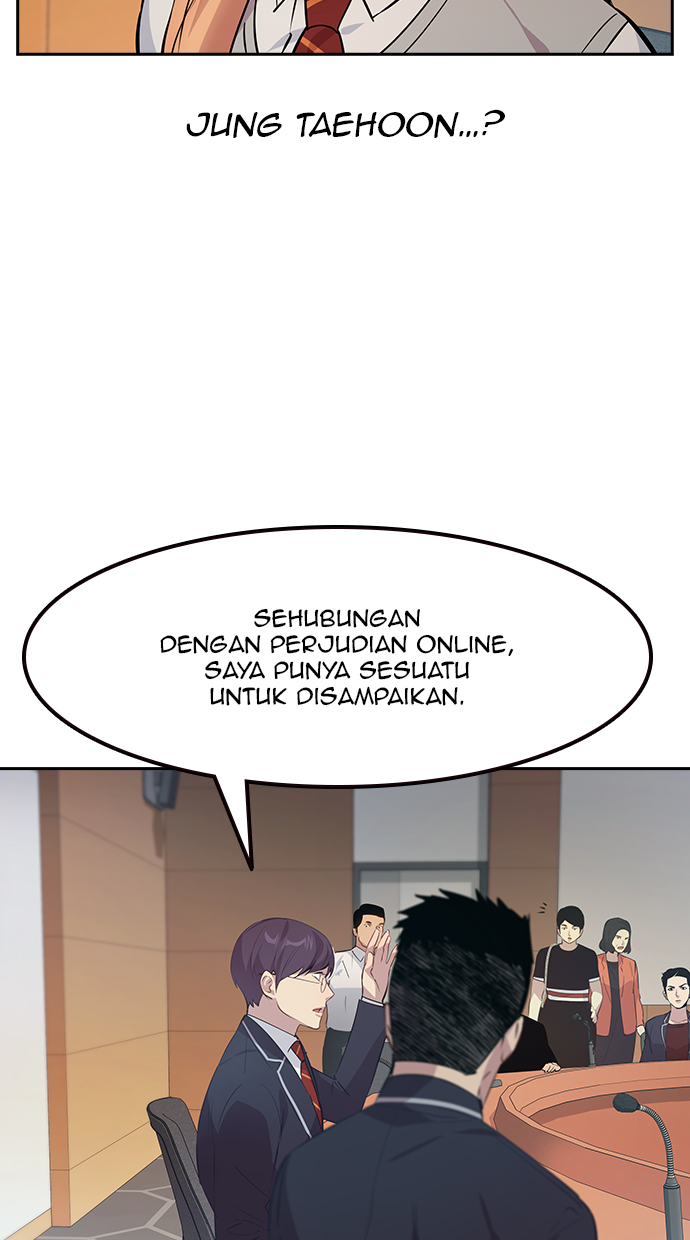 JUNG TAEHOON...?
SEHUBUNGAN
DENGAN PERJUDIAN ONLINE,
SAYA PUNYA SESUATU
UNTUK DISAMPAIKAN.